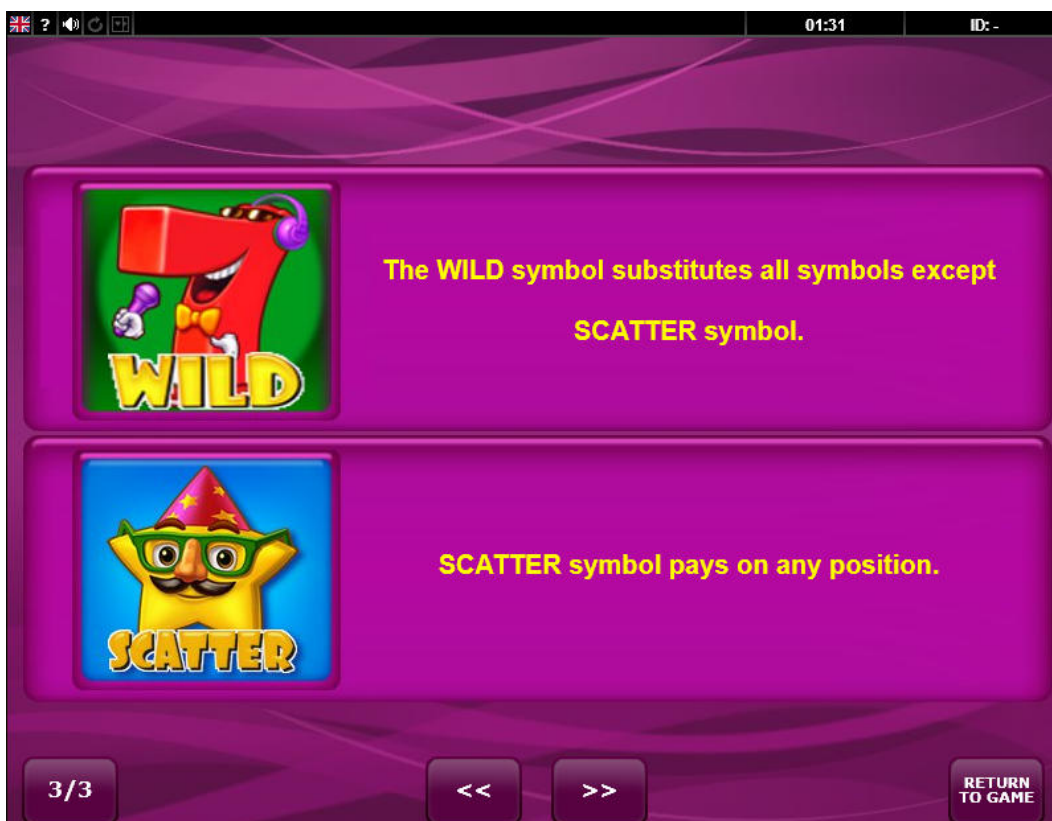 ? 01:31 ID: -
The WILD symbol substitutes all symbols except
SCATTER symbol.
WILD
SCATTER symbol pays on any position.
SCATTER
3/3 << >> RETURN
TO GAME